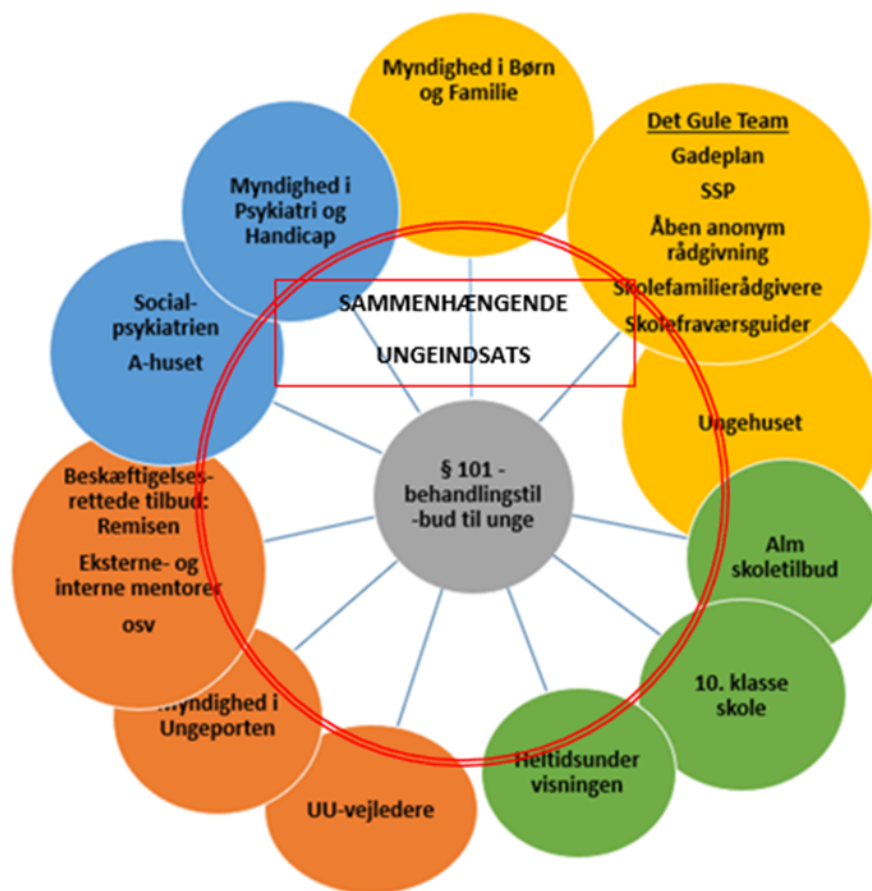 Myndighed i Børn
og Familie
Det Gule Team
Gadeplan
SSP
Åben anonym
rådgivning
Skolefamilierådgivere
Skolefraværsguider
Ungehuset
Alm
skoletilbud
10. klasse
skole
Heltidsunder
visningen
UU-vejledere
Myndighed i
Ungeporten
Beskæftigelses-
rettede tilbud:
Remisen
Eksterne- og
interne mentorer
osv
Social-
psykiatrien
A-huset
Myndighed i
Psykiatri og
Handicap
SAMMENHÆNGENDE
UNGEINDSATS
§ 101 -
behandlingstil
-bud til unge